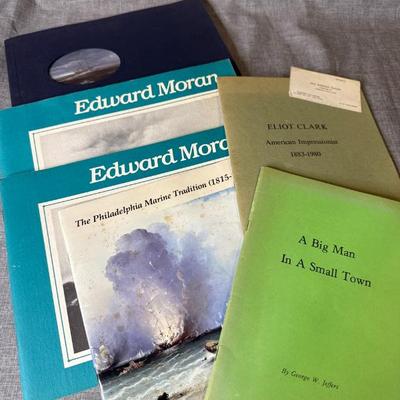 Edward Moran
Edward Moran
The Philadelphia Marine Tradition (1815-
ELIOT CLARK
American Impressionist
1883-1980
A Big Man
In A Small Town
By George W. Jeffers